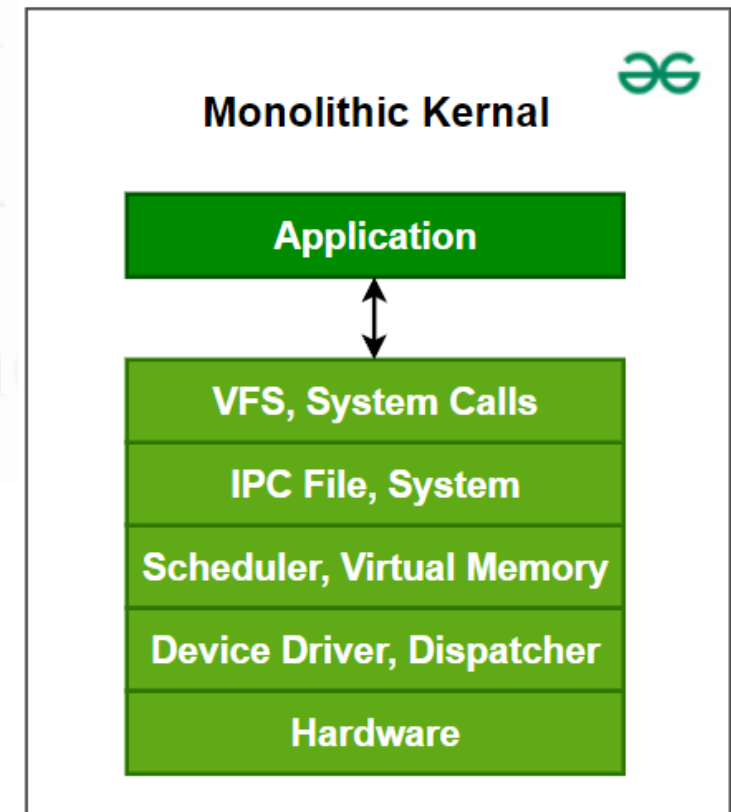 Monolithic Kernal
Application
VFS, System Calls
IPC File, System
Scheduler, Virtual Memory
Device Driver, Dispatcher
Hardware